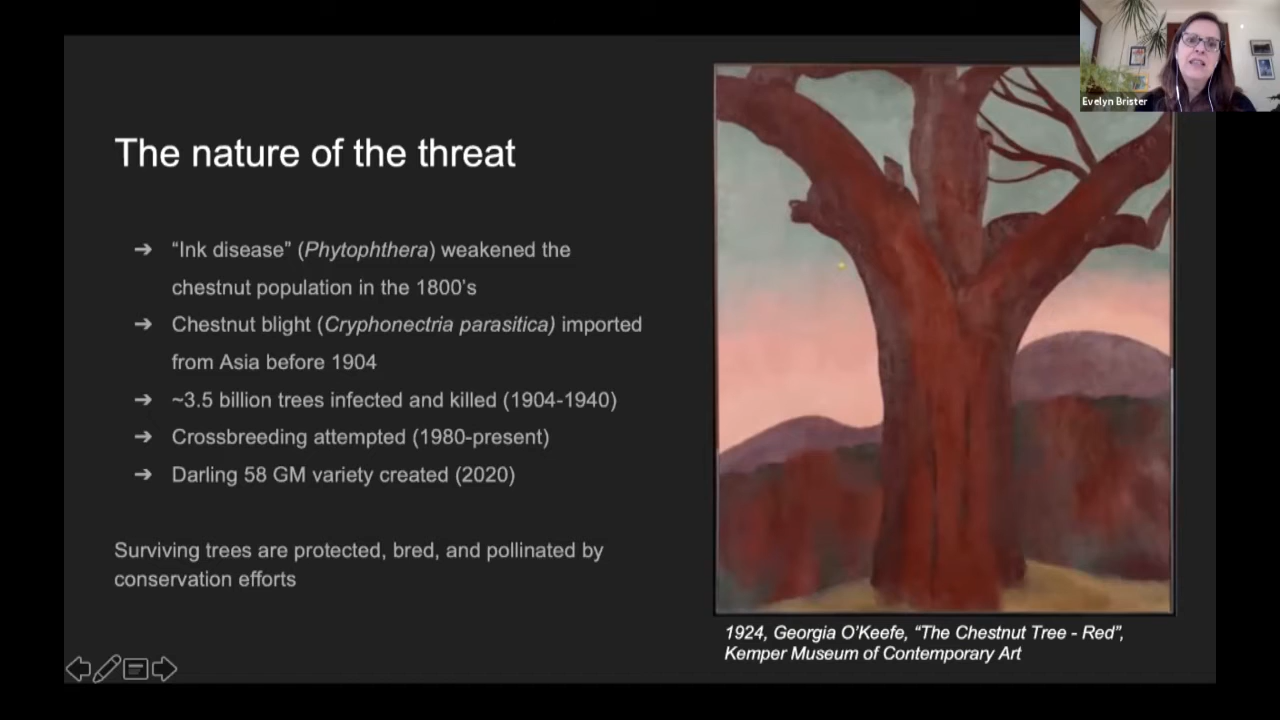 Evelyn Brister
The nature of the threat
➔ “Ink disease” (Phytophthera) weakened the
chestnut population in the 1800’s
➔ Chestnut blight (Cryphonectria parasitica) imported
from Asia before 1904
➔ ~3.5 billion trees infected and killed (1904-1940)
➔ Crossbreeding attempted (1980-present)
➔ Darling 58 GM variety created (2020)
Surviving trees are protected, bred, and pollinated by
conservation efforts
1924, Georgia O’Keefe, “The Chestnut Tree - Red”,
Kemper Museum of Contemporary Art